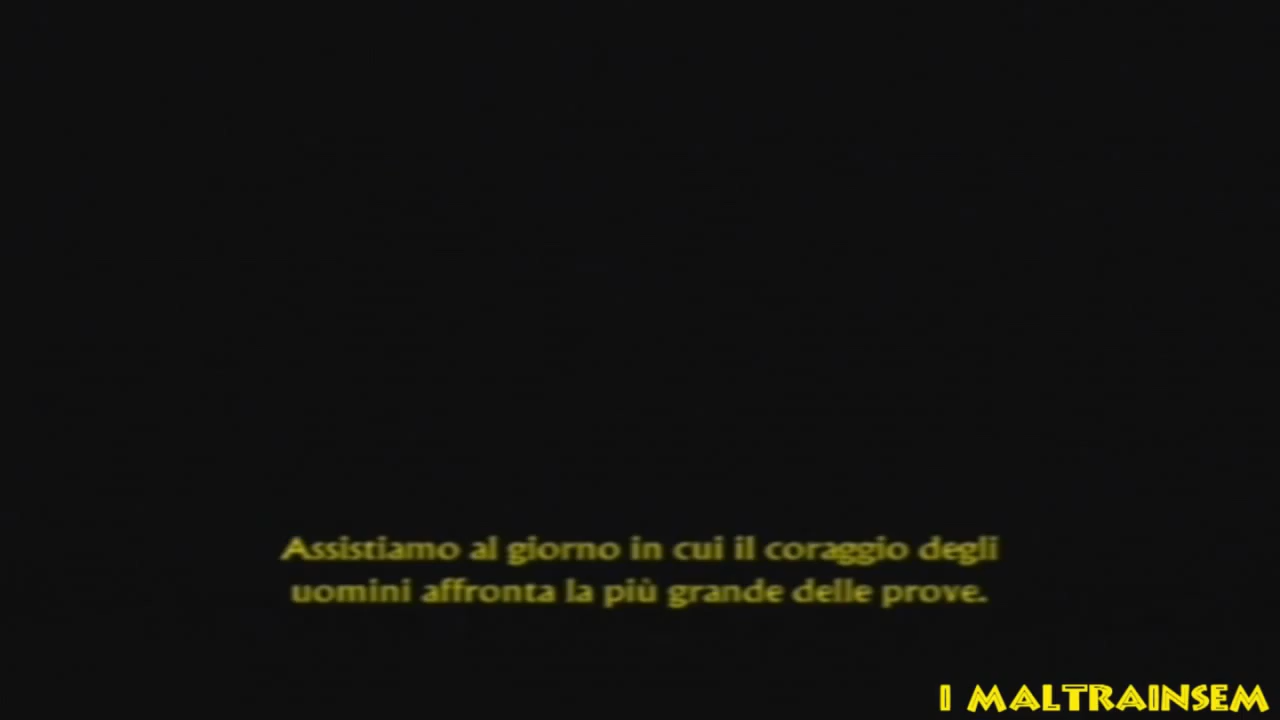 Assistiamo al giorno in cui il coraggio degli
uomini affronta la più grande delle prove.
I MALTRAINSEM